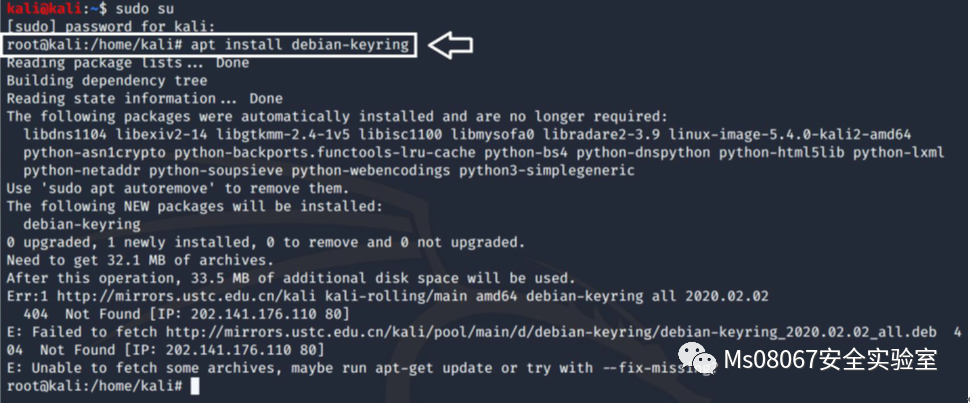 kali@kali:~$ sudo su
[sudo] password for kali:
root@kali:/home/kali# apt install debian-keyring
Reading package lists... Done
Building dependency tree
Reading state information... Done
The following packages were automatically installed and are no longer required:
libdns1104 libexiv2-14 libgtkmm-2.4-1v5 libisc1100 libmysofa0 libradare2-3.9 linux-image-5.4.0-kali2-amd64
python-asn1crypto python-backports.functools-lru-cache python-bs4 python-dnspython python-html5lib python-lxml
python-netaddr python-soupsieve python-webencodings python3-simplegeneric
Use 'sudo apt autoremove' to remove them.
The following NEW packages will be installed:
debian-keyring
0 upgraded, 1 newly installed, 0 to remove and 0 not upgraded.
Need to get 32.1 MB of archives.
After this operation, 33.5 MB of additional disk space will be used.
Err:1 http://mirrors.ustc.edu.cn/kali kali-rolling/main amd64 debian-keyring all 2020.02.02
404 Not Found [IP: 202.141.176.110 80]
E: Failed to fetch http://mirrors.ustc.edu.cn/kali/pool/main/d/debian-keyring/debian-keyring_2020.02.02_all.deb 4
04 Not Found [IP: 202.141.176.110 80]
E: Unable to fetch some archives, maybe run apt-get update or try with --fix-missing?
root@kali:/home/kali#
Ms08067安全实验室